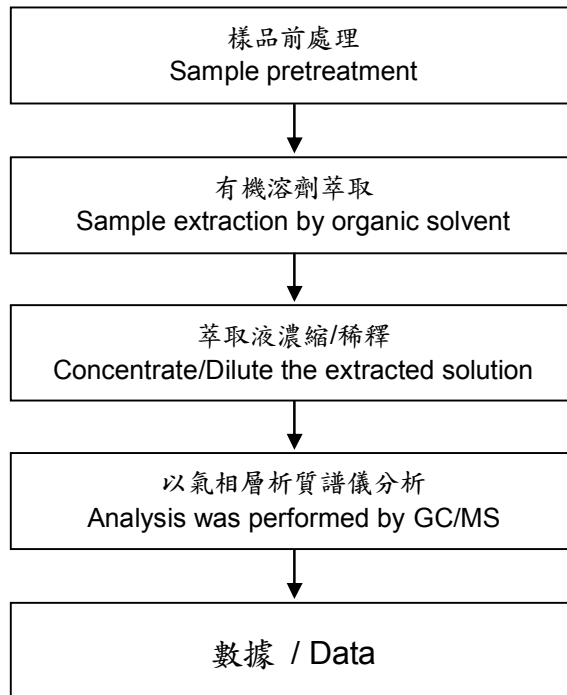 樣品前處理
Sample pretreatment
有機溶劑萃取
Sample extraction by organic solvent
萃取液濃縮/稀釋
Concentrate/Dilute the extracted solution
以氣相層析質譜儀分析
Analysis was performed by GC/MS
數據 / Data